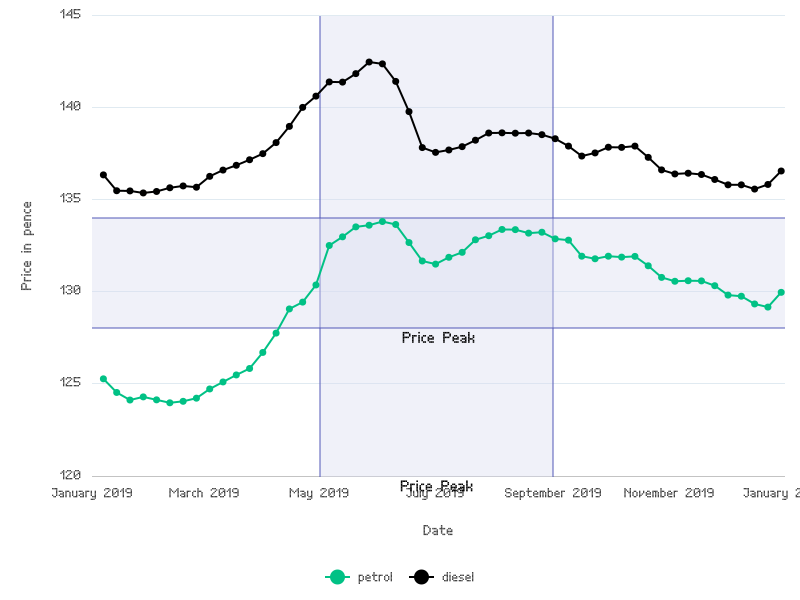 145
140
135
130
125
120
Price in pence
Price Peak
Price Peak
January 2019 March 2019 May 2019 July 2019 September 2019 November 2019 January 2
Date
petrol diesel